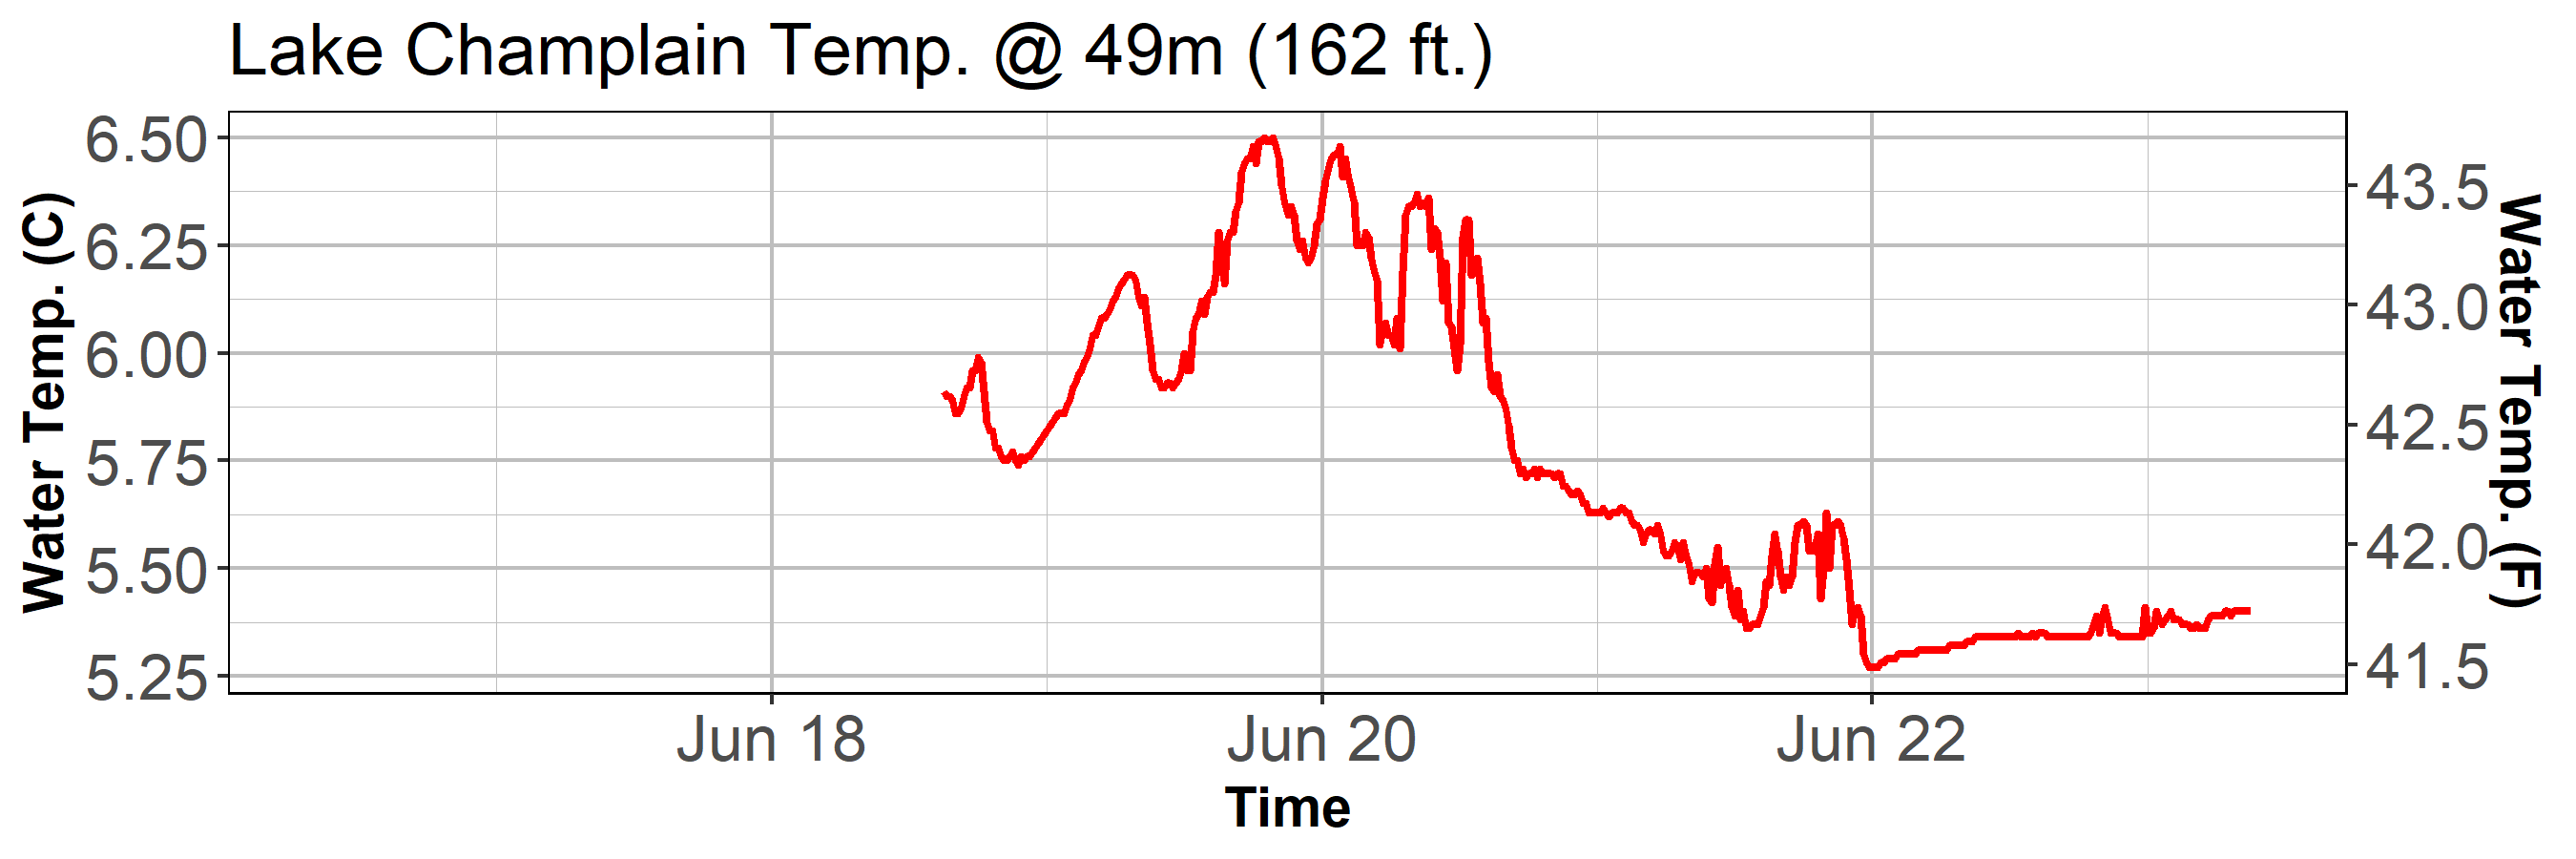 Lake Champlain Temp. @ 49m (162 ft.)
Water Temp. (C)
6.50
6.25
6.00
5.75
5.50
5.25
43.5
43.0
42.5
42.0
41.5
Water Temp. (F)
Jun 18 Jun 20 Jun 22
Time